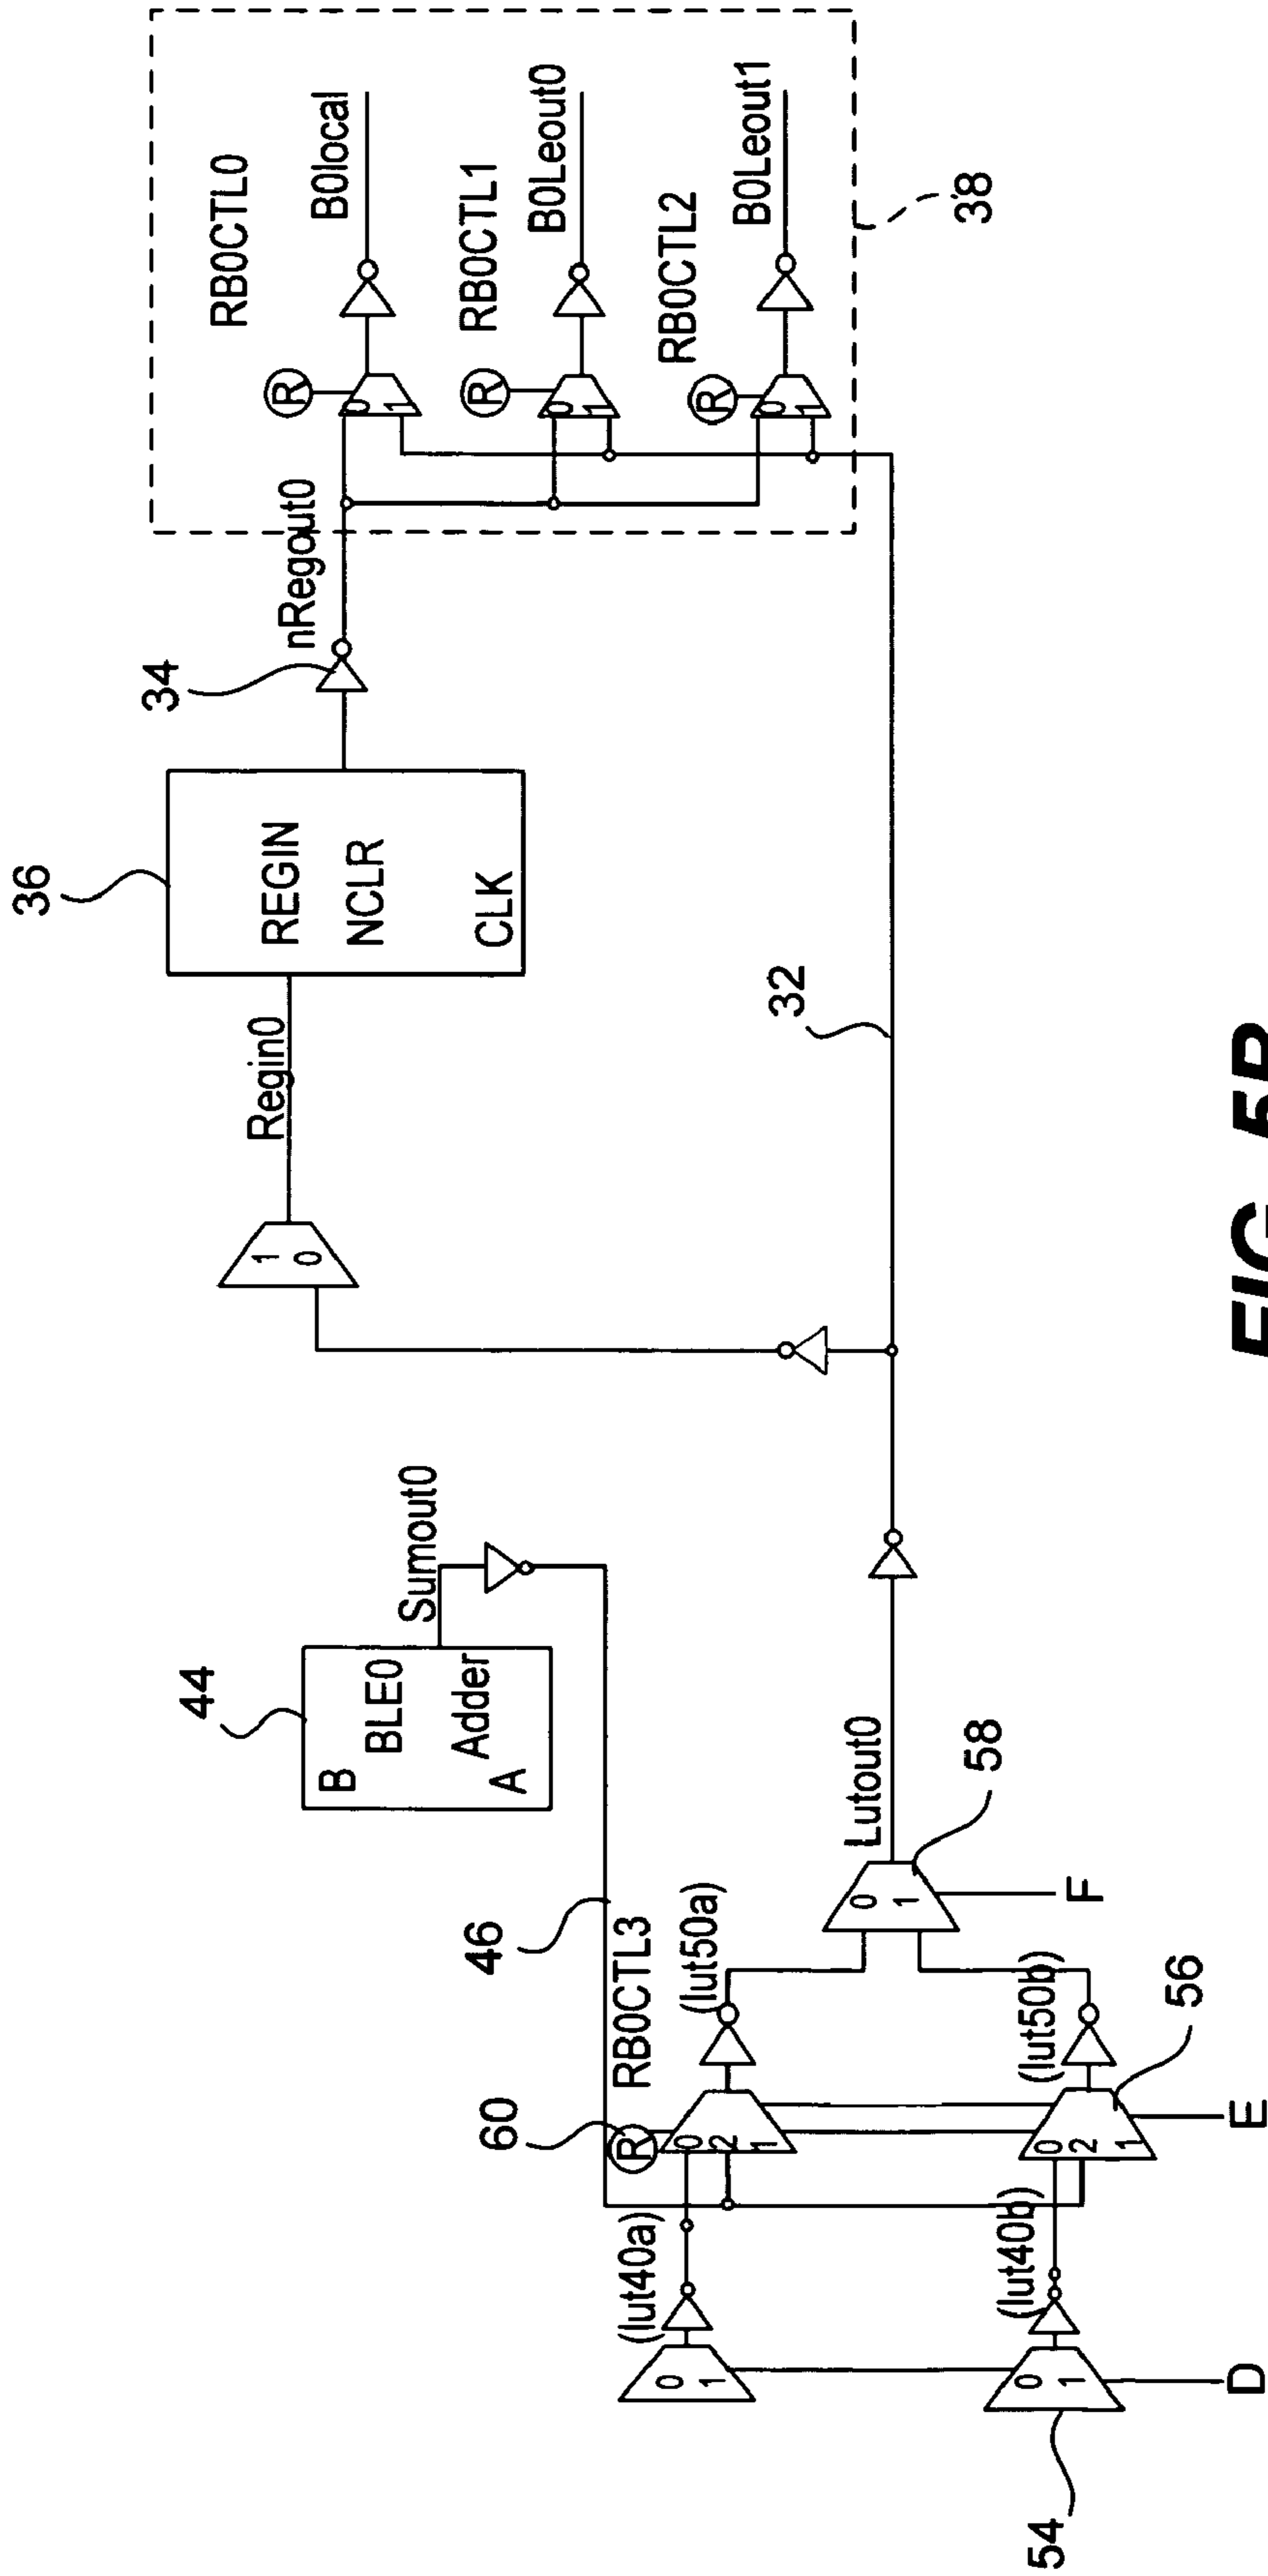 54
D
0
1
0
1
(lut40a)
(lut40b)
60
R
RB0CTL3
0
2
1
0
2
1
E
56
(lut50a)
(lut50b)
46
0
1
F
58
Lutout0
44
B
BLE0
Adder
A
Sumout0
1
0
Regin0
32
36
REGIN
NCLR
CLK
34
nRegout0
RB0CTL0
R
0
1
B0local
RB0CTL1
R
0
1
B0Leout0
RB0CTL2
R
0
1
B0Leout1
38